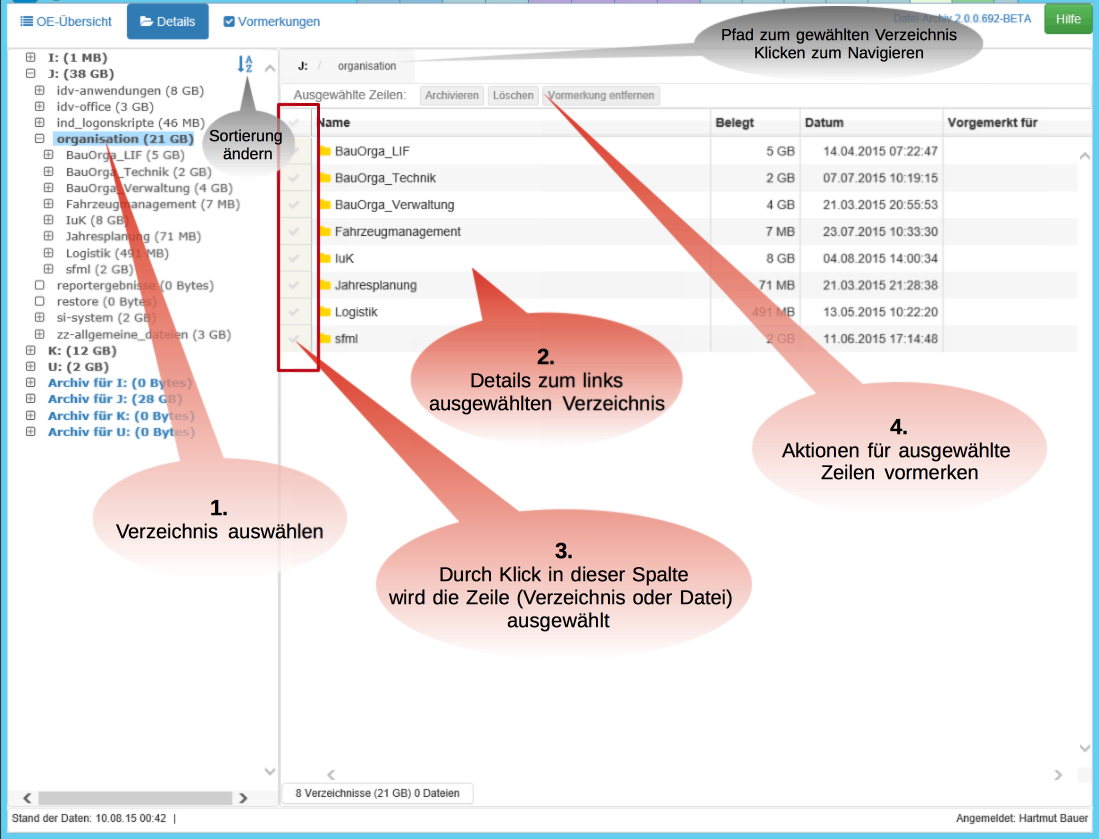 OE-Übersicht
Details
Vormerkungen
Datei-Archiv 2.0.0.692-BETA
Hilfe
Pfad zum gewählten Verzeichnis
Klicken zum Navigieren
I: (1 MB)
J: (38 GB)
idv-anwendungen (8 GB)
idv-office (3 GB)
ind_logonskripte (46 MB)
organisation (21 GB)
BauOrga_LIF (5 GB)
BauOrga_Technik (2 GB)
BauOrga_Verwaltung (4 GB)
Fahrzeugmanagement (7 MB)
IuK (8 GB)
Jahresplanung (71 MB)
Logistik (491 MB)
sfml (2 GB)
reportergebnisse (0 Bytes)
restore (0 Bytes)
si-system (2 GB)
zz-allgemeine_dateien (3 GB)
K: (12 GB)
U: (2 GB)
Archiv für I: (0 Bytes)
Archiv für J: (28 GB)
Archiv für K: (0 Bytes)
Archiv für U: (0 Bytes)
Sortierung
ändern
J: / organisation
Ausgewählte Zeilen: Archivieren Löschen Vormerkung entfernen
Name Belegt Datum Vorgemerkt für
BauOrga_LIF 5 GB 14.04.2015 07:22:47
BauOrga_Technik 2 GB 07.07.2015 10:19:15
BauOrga_Verwaltung 4 GB 21.03.2015 20:55:53
Fahrzeugmanagement 7 MB 23.07.2015 10:33:30
IuK 8 GB 04.08.2015 14:00:34
Jahresplanung 71 MB 21.03.2015 21:28:38
Logistik 491 MB 13.05.2015 10:22:20
sfml 2 GB 11.06.2015 17:14:48
1.
Verzeichnis auswählen
2.
Details zum links
ausgewählten Verzeichnis
3.
Durch Klick in dieser Spalte
wird die Zeile (Verzeichnis oder Datei)
ausgewählt
4.
Aktionen für ausgewählte
Zeilen vormerken
8 Verzeichnisse (21 GB) 0 Dateien
Stand der Daten: 10.08.15 00:42 |
Angemeldet: Hartmut Bauer